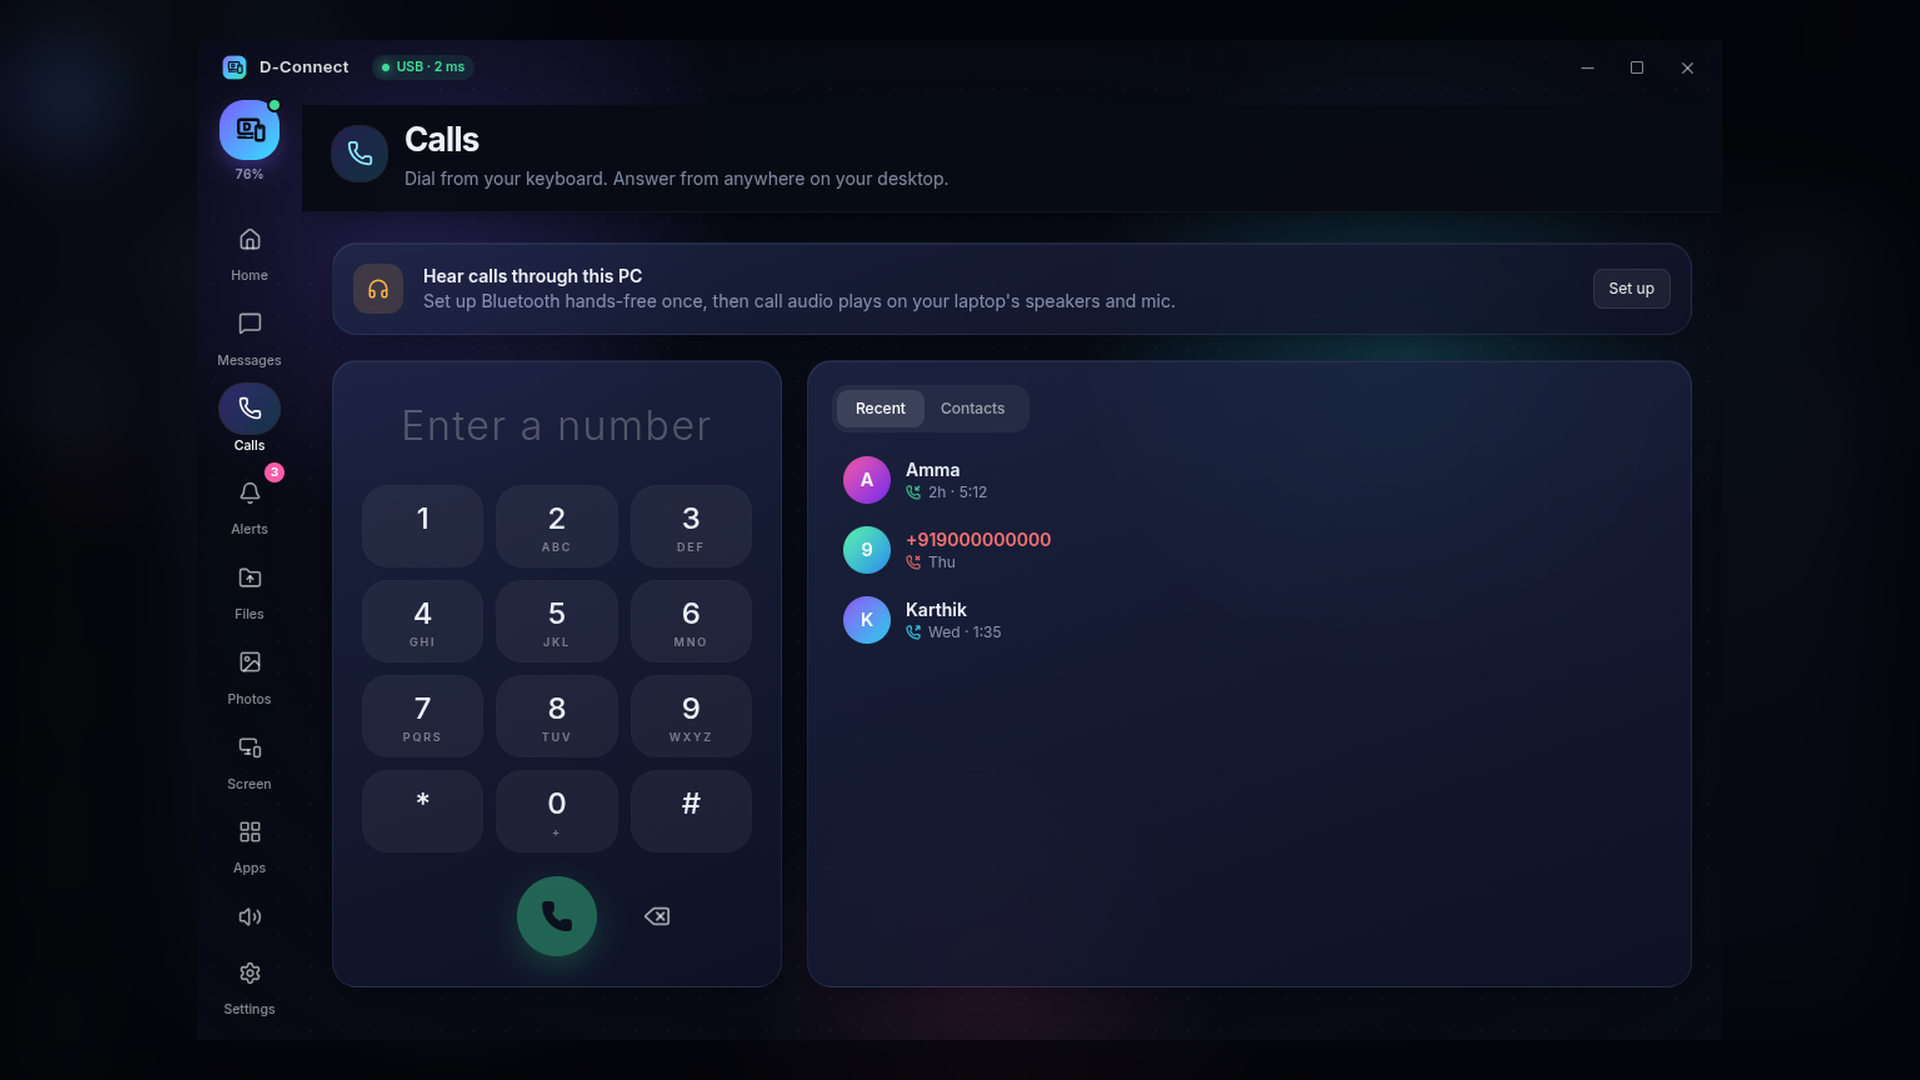 D-Connect
USB · 2 ms
76%
Home
Messages
Calls
3
Alerts
Files
Photos
Screen
Apps
Settings
Calls
Dial from your keyboard. Answer from anywhere on your desktop.
Hear calls through this PC
Set up Bluetooth hands-free once, then call audio plays on your laptop's speakers and mic.
Set up
Enter a number
1
2
ABC
3
DEF
4
GHI
5
JKL
6
MNO
7
PQRS
8
TUV
9
WXYZ
*
0
+
#
Recent
Contacts
A
Amma
2h · 5:12
9
+919000000000
Thu
K
Karthik
Wed · 1:35